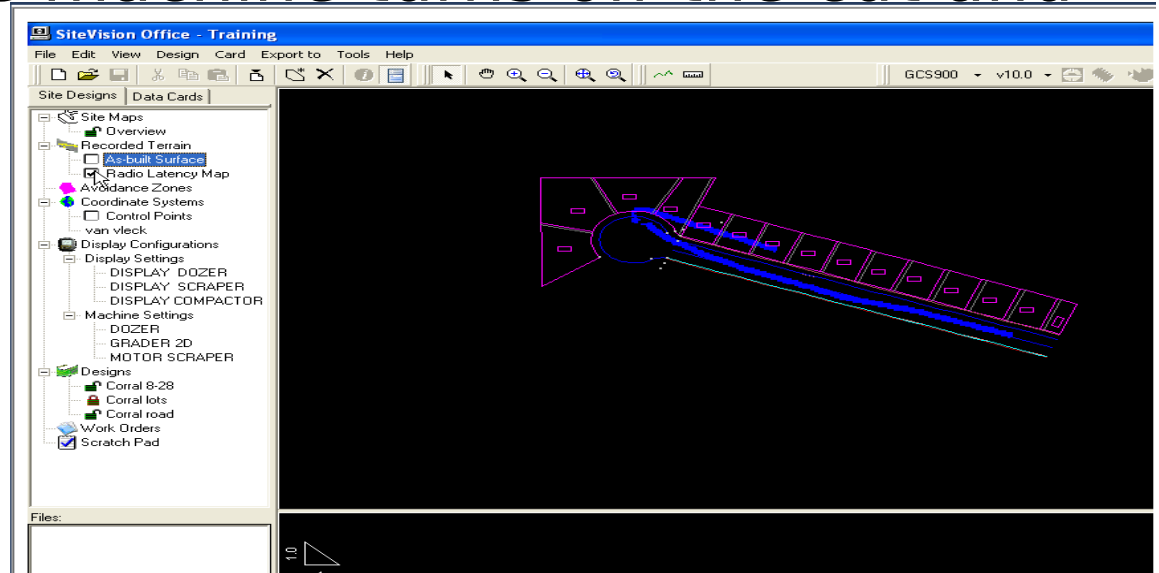 SiteVision Office - Training
File Edit View Design Card Export to Tools Help
GCS900 v10.0
Site Designs Data Cards
Site Maps
Overview
Recorded Terrain
As-built Surface
Radio Latency Map
Avoidance Zones
Coordinate Systems
Control Points
van vleck
Display Configurations
Display Settings
DISPLAY DOZER
DISPLAY SCRAPER
DISPLAY COMPACTOR
Machine Settings
DOZER
GRADER 2D
MOTOR SCRAPER
Designs
Corral 8-28
Corral lots
Corral road
Work Orders
Scratch Pad
Files:
1.0